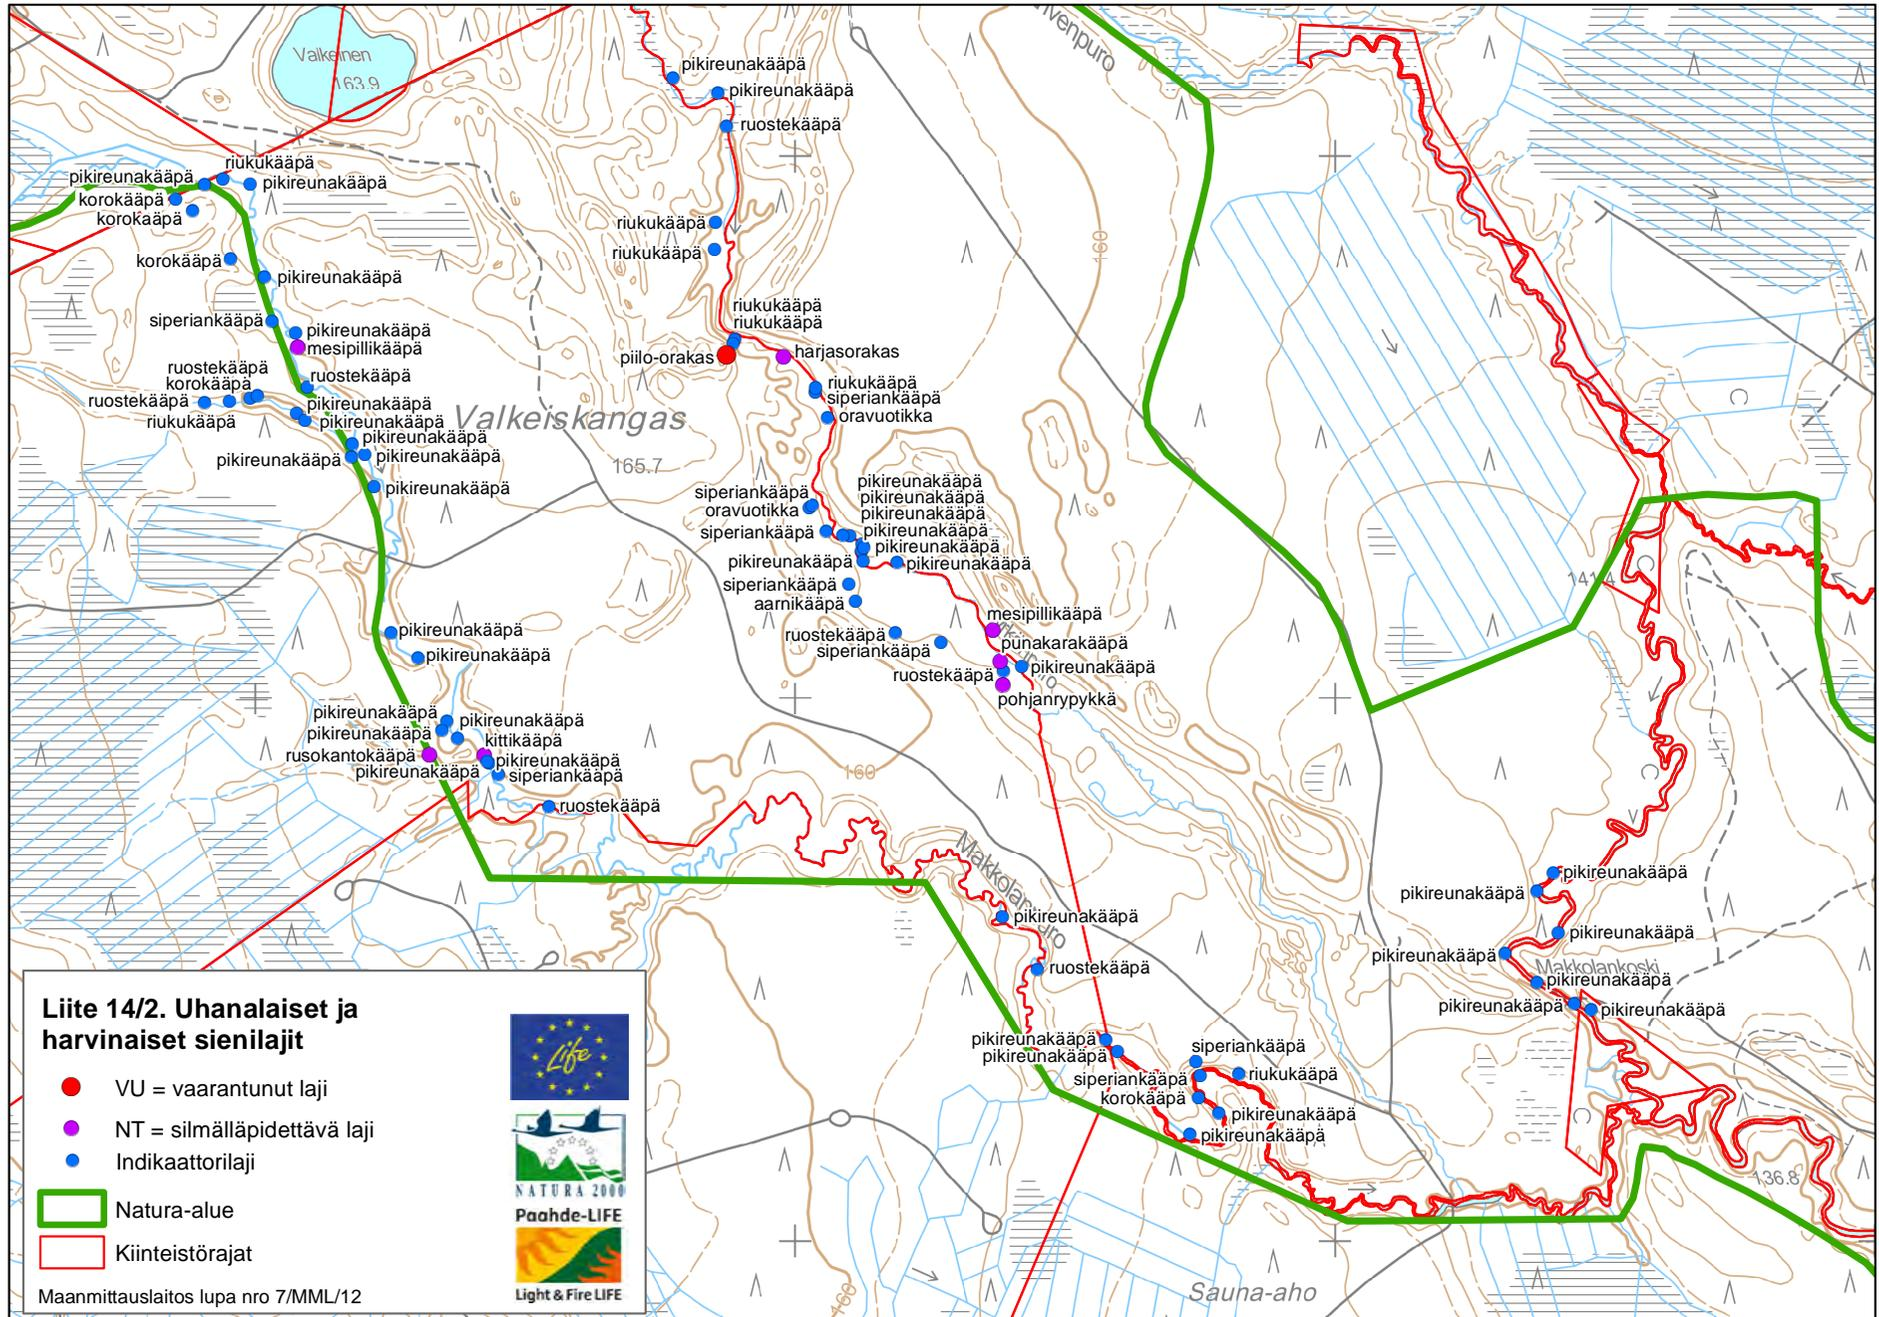 ivenpuro
Valkeinen
163.9
pikireunakääpä
pikireunakääpä
ruostekääpä
riukukääpä
pikireunakääpä
pikireunakääpä
korokääpä
korokääpä
riukukääpä
riukukääpä
korokääpä
pikireunakääpä
160
riukukääpä
riukukääpä
siperiankääpä
pikireunakääpä
mesipillikääpä
piilo-orakas
harjasorakas
ruostekääpä
korokääpä
ruostekääpä
riukukääpä
ruostekääpä
pikireunakääpä
pikireunakääpä
pikireunakääpä
pikireunakääpä
pikireunakääpä
pikireunakääpä
Valkeiskangas
165.7
riukukääpä
siperiankääpä
oravuotikka
pikireunakääpä
pikireunakääpä
pikireunakääpä
siperiankääpä
oravuotikka
siperiankääpä
pikireunakääpä
pikireunakääpä
pikireunakääpä
pikireunakääpä
siperiankääpä
aarnikääpä
141.4
mesipillikääpä
punakarakääpä
ruostekääpä
siperiankääpä
ruostekääpä
pikireunakääpä
pohjanrypykkä
pikireunakääpä
pikireunakääpä
pikireunakääpä
pikireunakääpä
pikireunakääpä
kittikääpä
rusokantokääpä
pikireunakääpä
pikireunakääpä
siperiankääpä
ruostekääpä
160
Makkolanpuro
pikireunakääpä
ruostekääpä
pikireunakääpä
pikireunakääpä
pikireunakääpä
pikireunakääpä
Makkolankoski
pikireunakääpä
pikireunakääpä
pikireunakääpä
pikireunakääpä
pikireunakääpä
siperiankääpä
riukukääpä
siperiankääpä
korokääpä
pikireunakääpä
pikireunakääpä
136.8
160
Sauna-aho
Liite 14/2. Uhanalaiset ja
harvinaiset sienilajit
VU = vaarantunut laji
NT = silmälläpidettävä laji
Indikaattorilaji
Natura-alue
Kiinteistörajat
Maanmittauslaitos lupa nro 7/MML/12
Life
NATURA 2000
Paahde-LIFE
Light & Fire LIFE